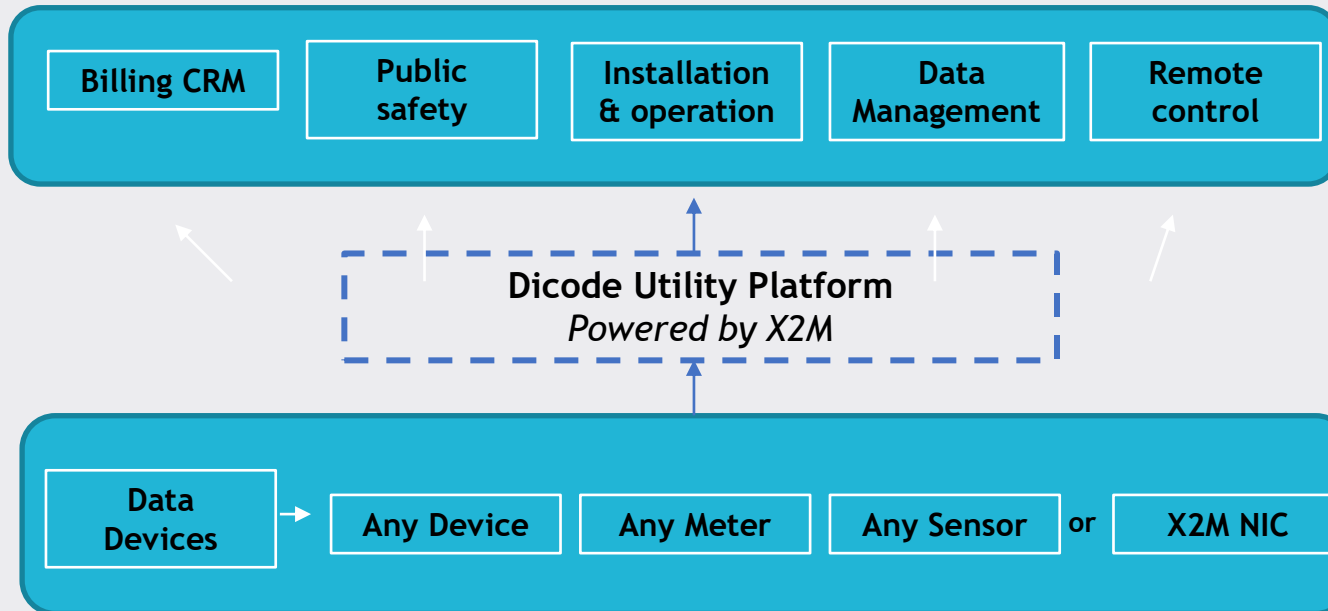 Billing CRM
Public
safety
Installation
& operation
Data
Management
Remote
control
Dicode Utility Platform
Powered by X2M
Data
Devices
Any Device
Any Meter
Any Sensor
or
X2M NIC